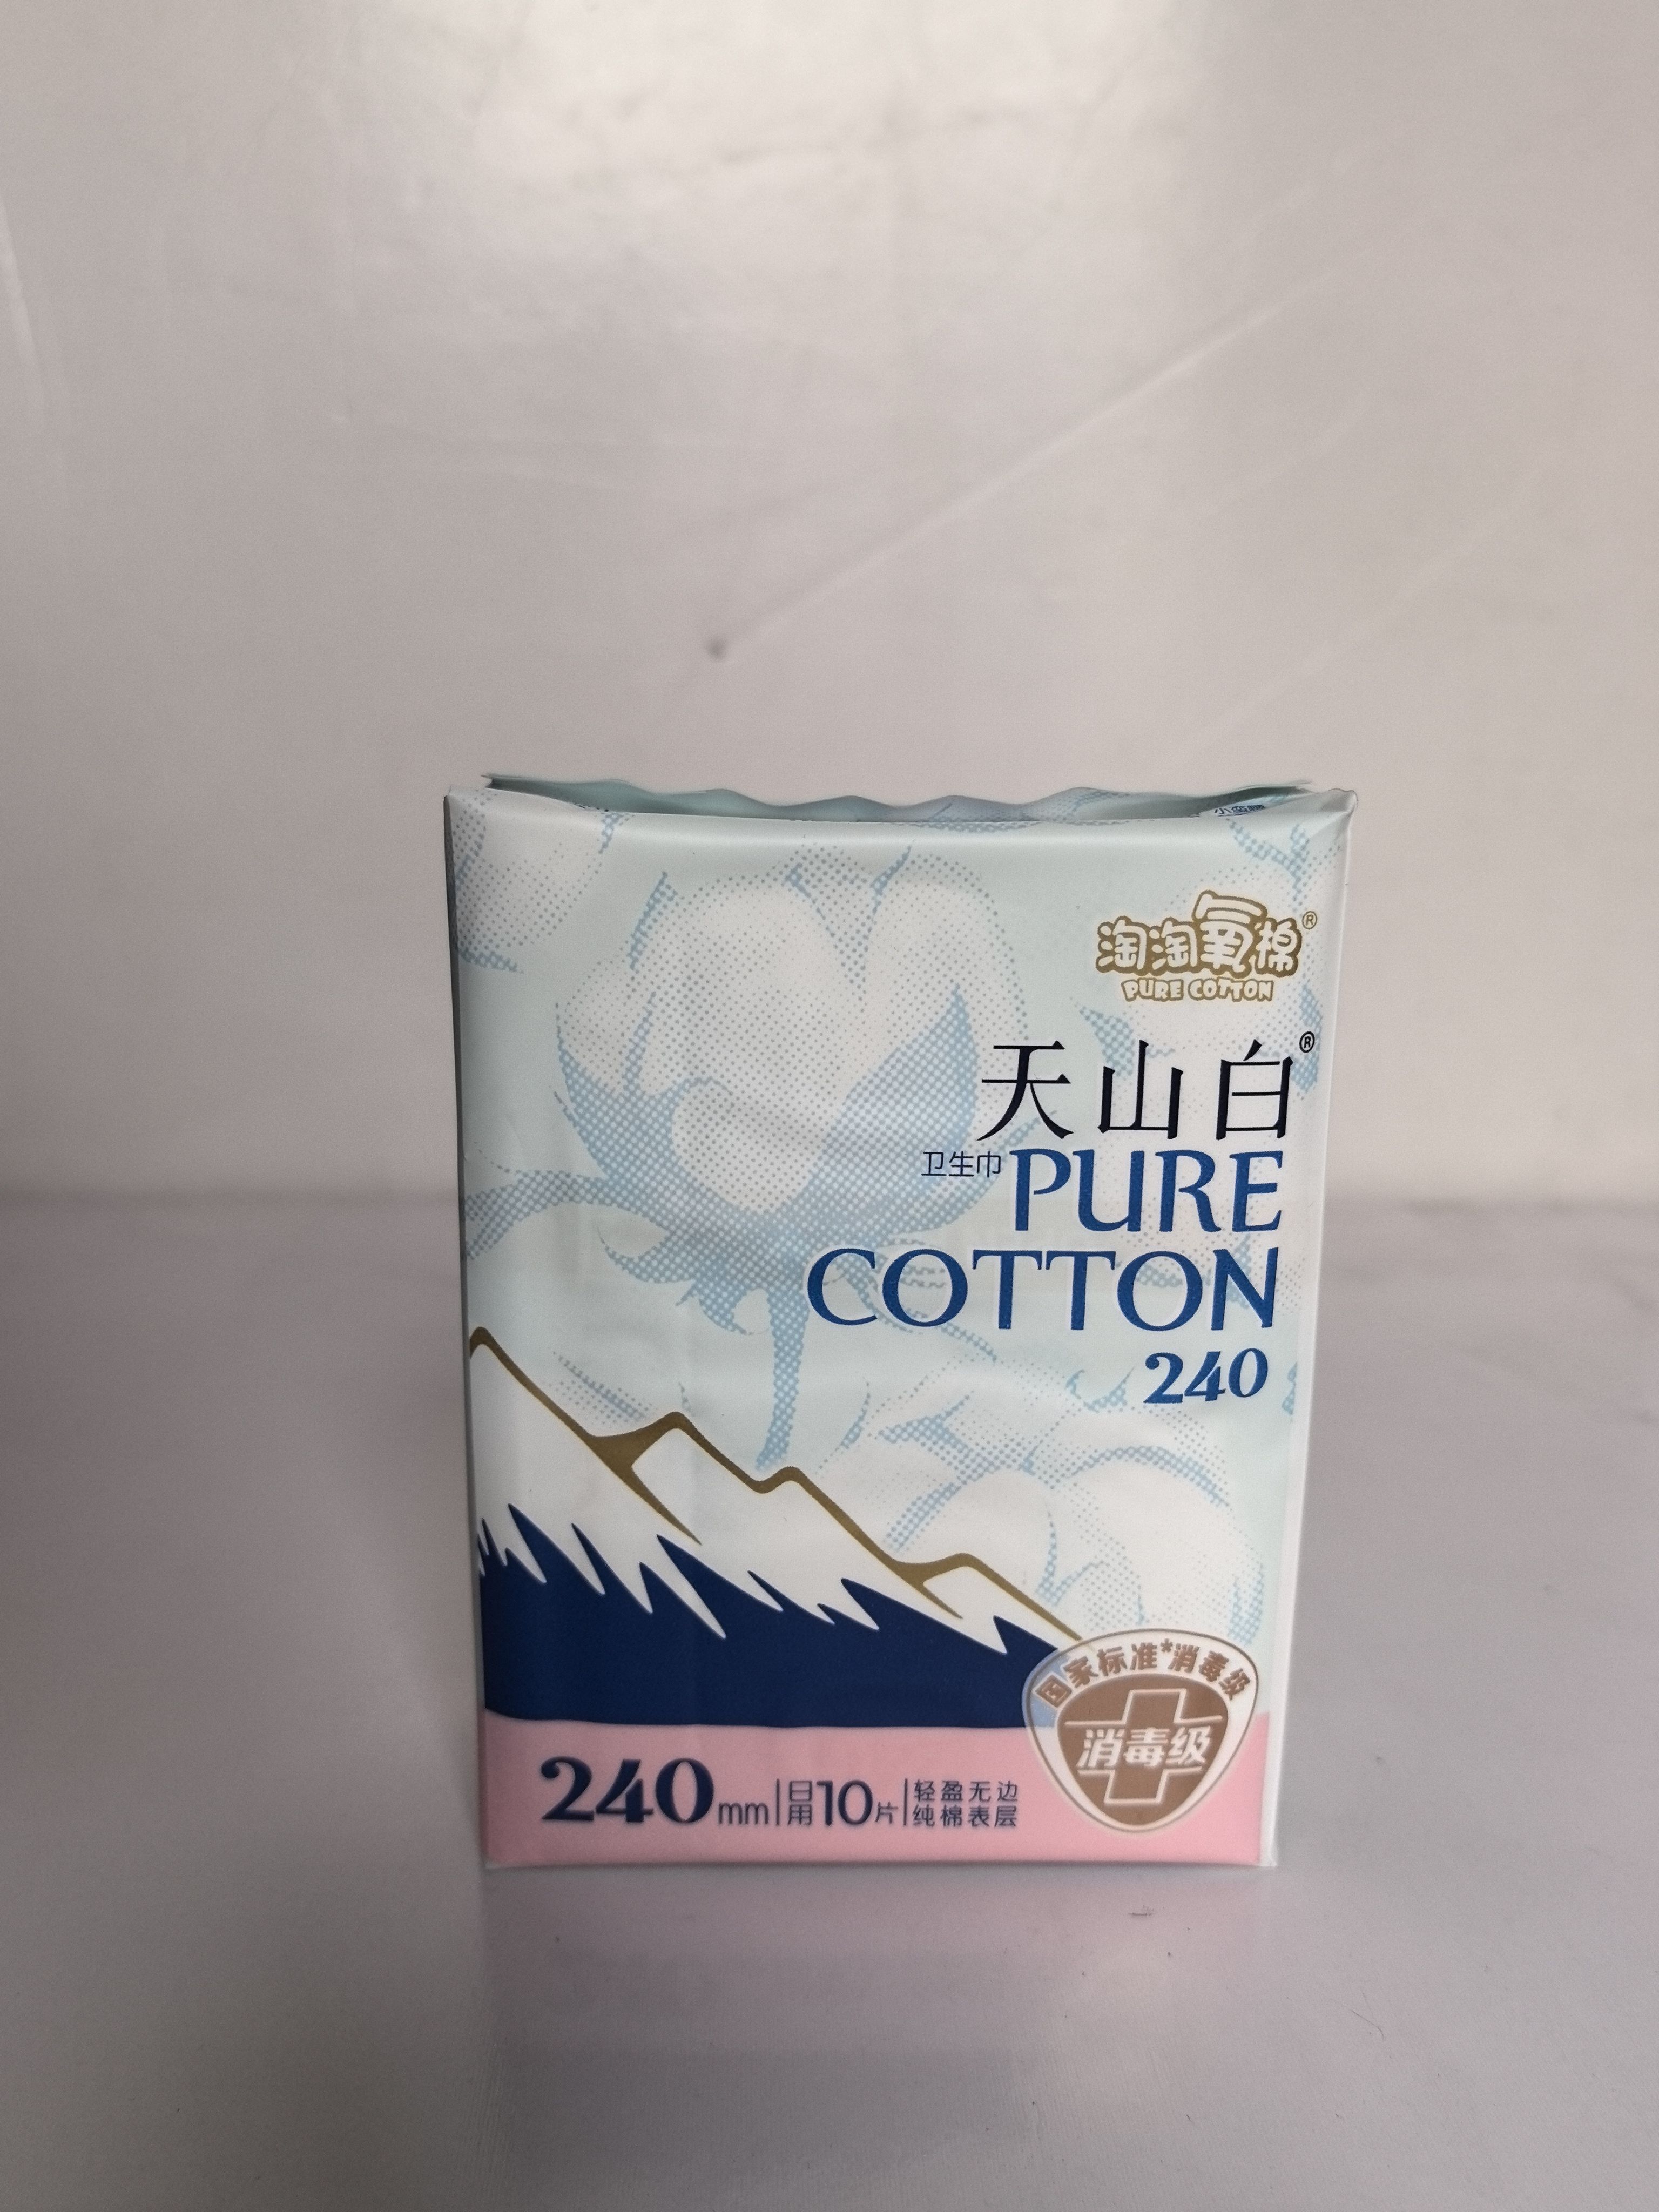 淘淘氧棉®
PURE COTTON
天山白®
卫生巾 PURE
COTTON
240
国家标准*消毒级
消毒级
240mm 日用10片 轻盈无边
纯棉表层